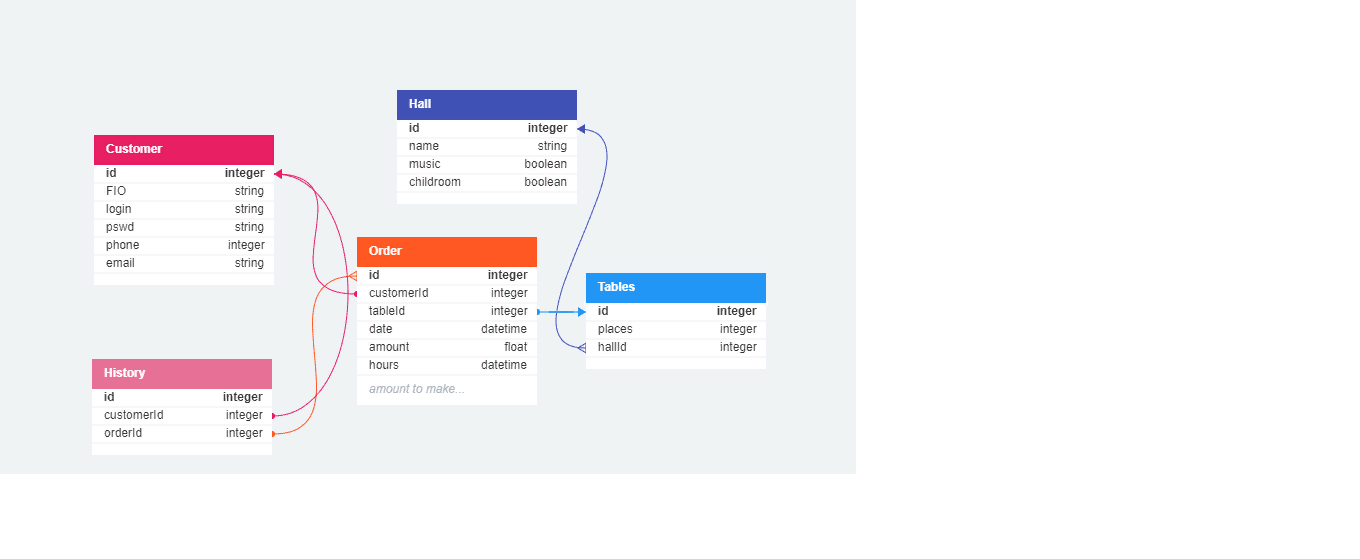 Hall
id integer
name string
music boolean
childroom boolean
Customer
id integer
FIO string
login string
pswd string
phone integer
email string
Order
id integer
customerId integer
tableId integer
date datetime
amount float
hours datetime
amount to make...
Tables
id integer
places integer
hallId integer
History
id integer
customerId integer
orderId integer